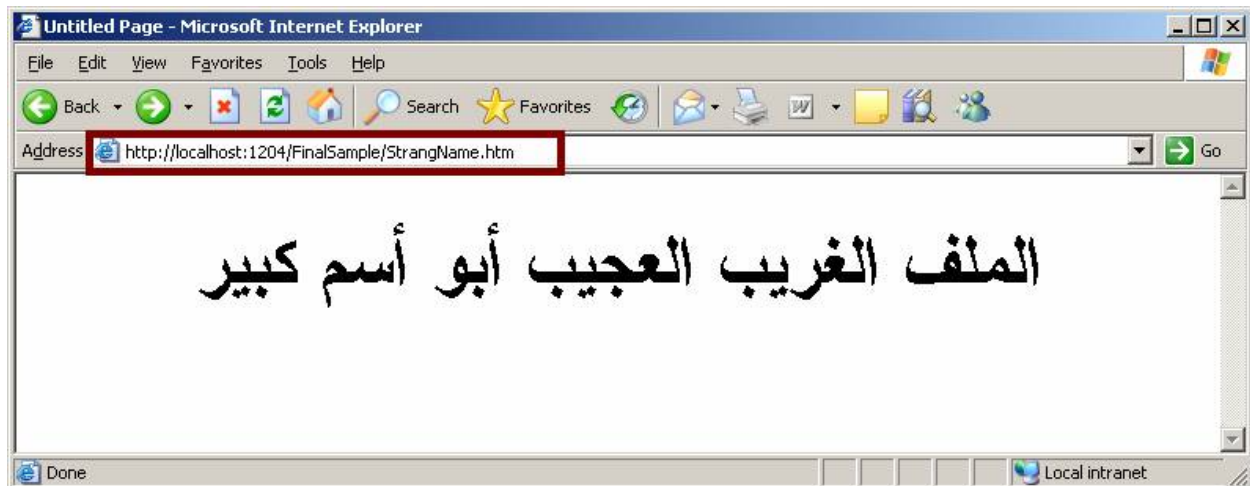 Untitled Page - Microsoft Internet Explorer
File Edit View Favorites Tools Help
Back Search Favorites
Address http://localhost:1204/FinalSample/StrangName.htm Go
الملف الغريب العجيب أبو أسم كبير
Done Local intranet